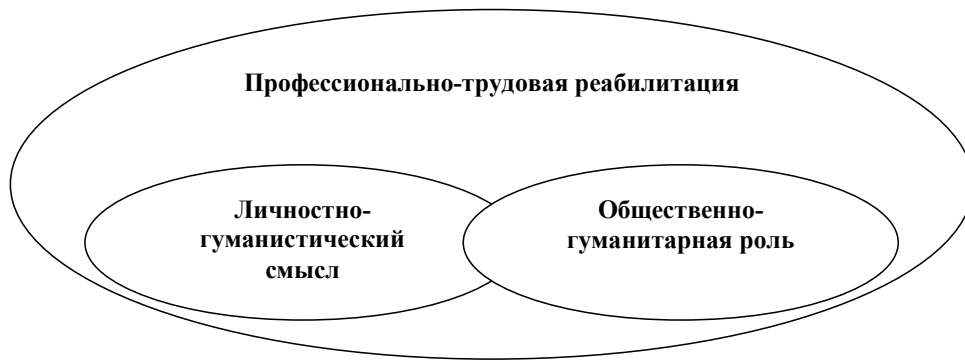 Профессионально-трудовая реабилитация
Личностно-
гуманистический
смысл
Общественно-
гуманитарная роль